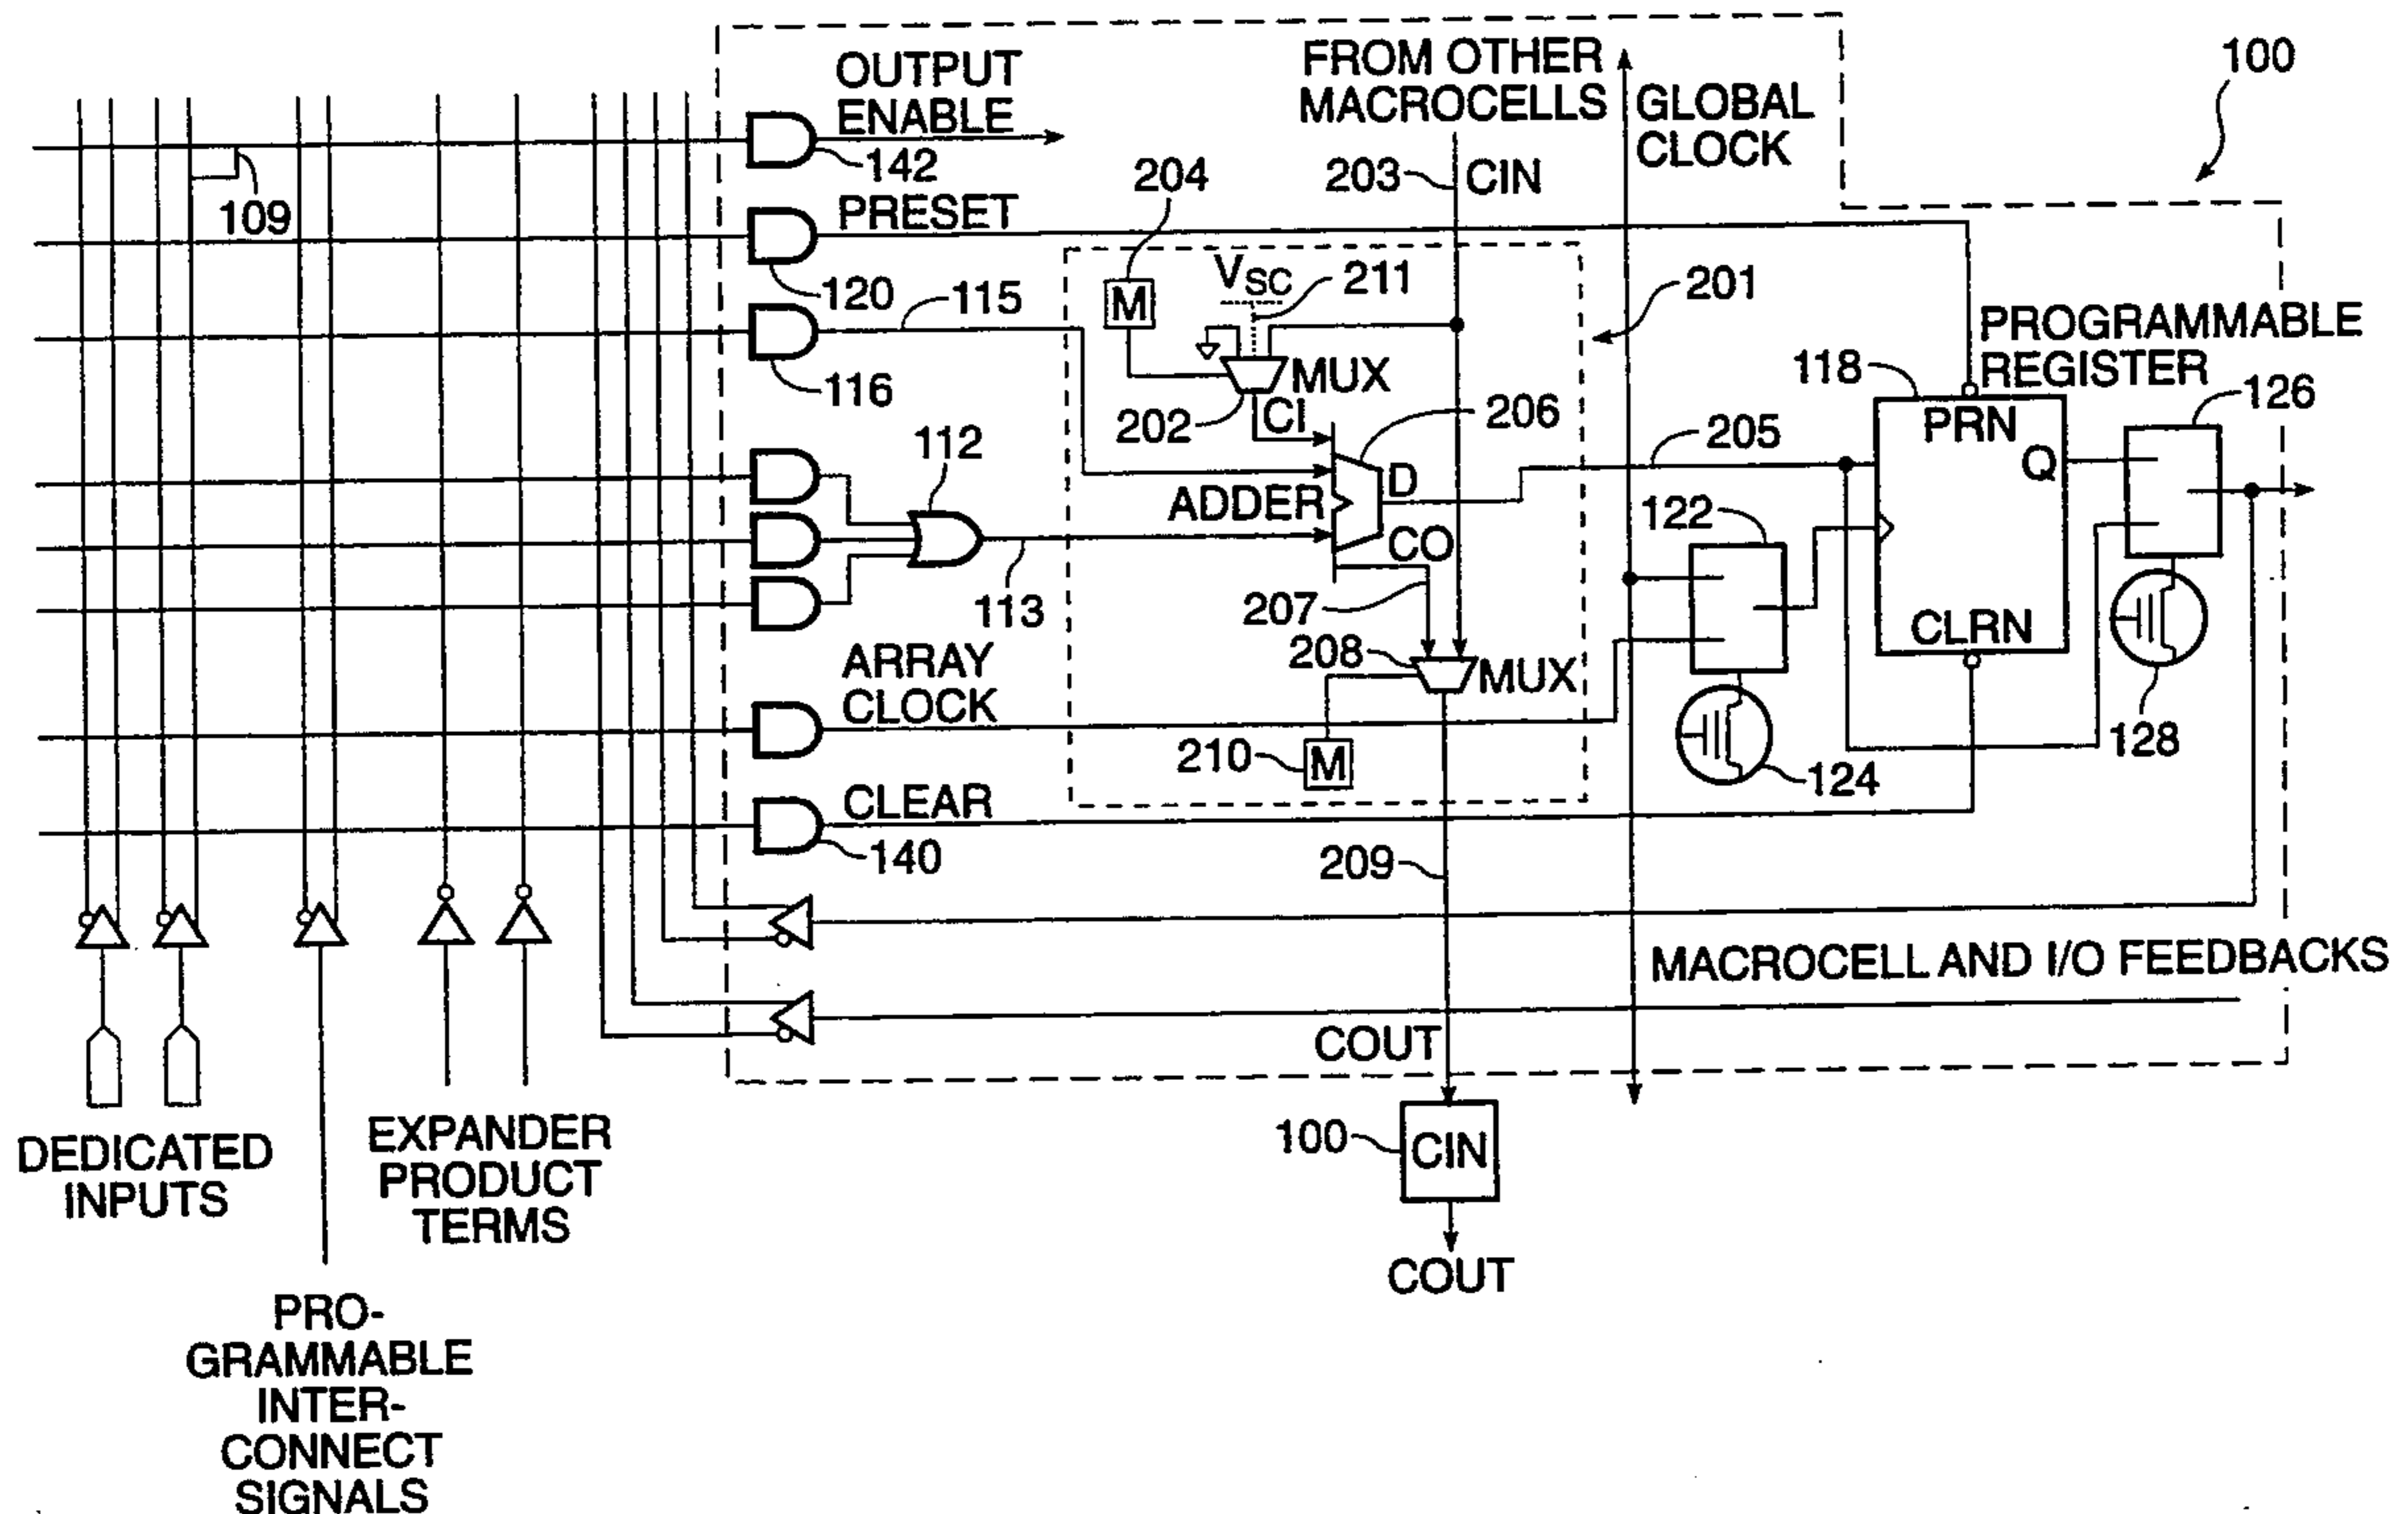 OUTPUT
ENABLE
142
109
PRESET
120
115
116
112
113
ARRAY
CLOCK
CLEAR
140
FROM OTHER
MACROCELLS
GLOBAL
CLOCK
100
204
203
CIN
M
VSC
211
201
MUX
202
CI
206
ADDER
D
CO
207
208
MUX
210
M
209
205
PROGRAMMABLE
REGISTER
118
PRN
Q
CLRN
126
122
124
128
MACROCELL AND I/O FEEDBACKS
COUT
100
CIN
COUT
DEDICATED
INPUTS
EXPANDER
PRODUCT
TERMS
PRO-
GRAMMABLE
INTER-
CONNECT
SIGNALS